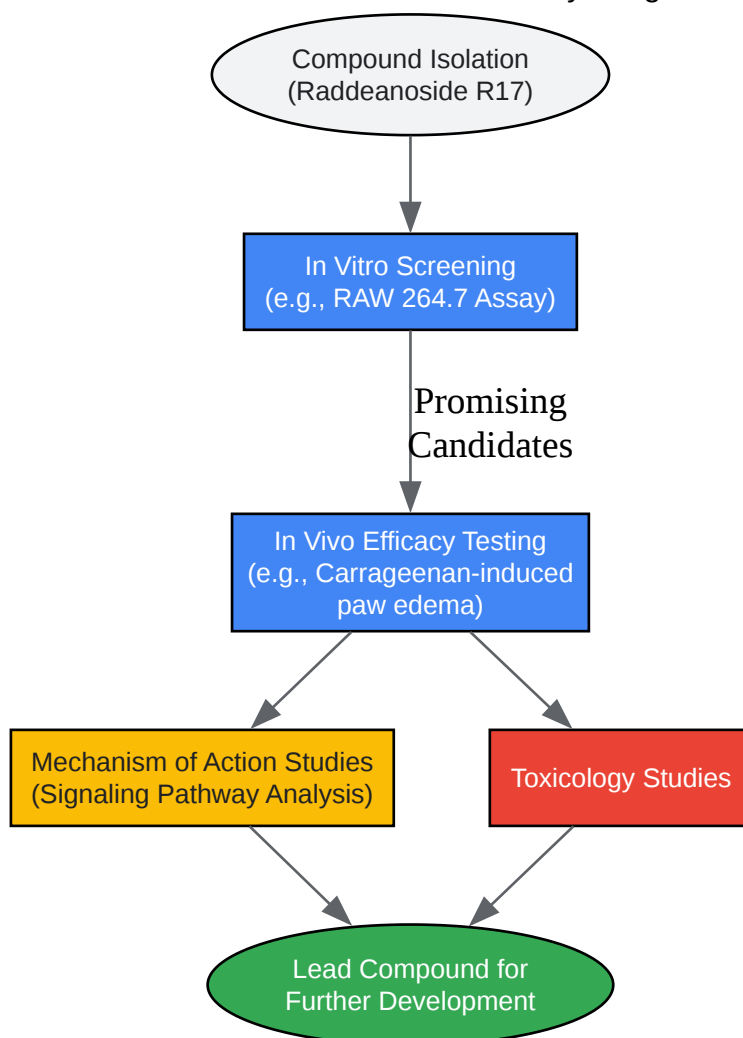 Compound Isolation
(Raddeanoside R17)
In Vitro Screening
(e.g., RAW 264.7 Assay)
Promising
Candidates
In Vivo Efficacy Testing
(e.g., Carrageenan-induced
paw edema)
Mechanism of Action Studies
(Signaling Pathway Analysis)
Toxicology Studies
Lead Compound for
Further Development